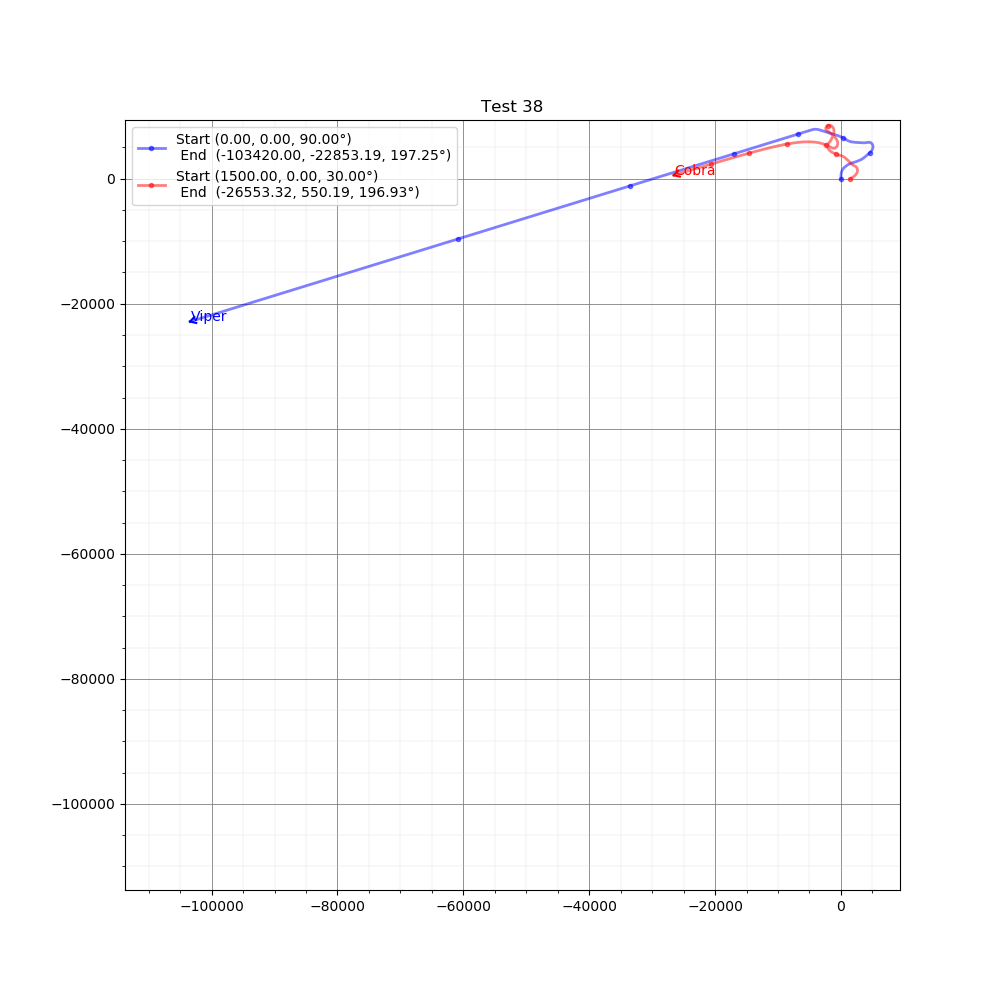 Test 38
Start (0.00, 0.00, 90.00°)
End  (-103420.00, -22853.19, 197.25°)
Start (1500.00, 0.00, 30.00°)
End  (-26553.32, 550.19, 196.93°)
Cobra
Viper
0
−20000
−40000
−60000
−80000
−100000
−100000 −80000 −60000 −40000 −20000 0